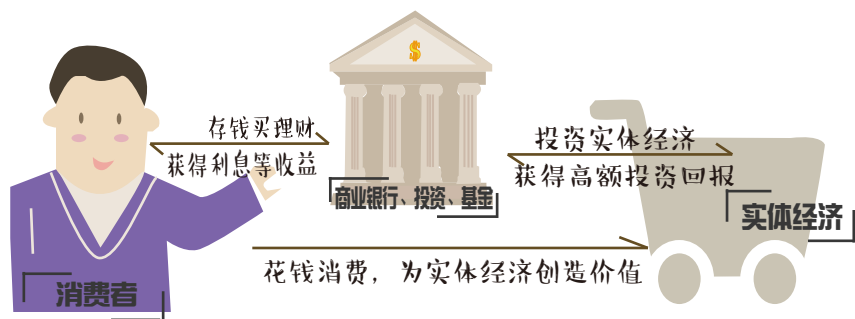 $
存钱买理财
获得利息等收益
投资实体经济
获得高额投资回报
商业银行、投资、基金
实体经济
花钱消费，为实体经济创造价值
消费者